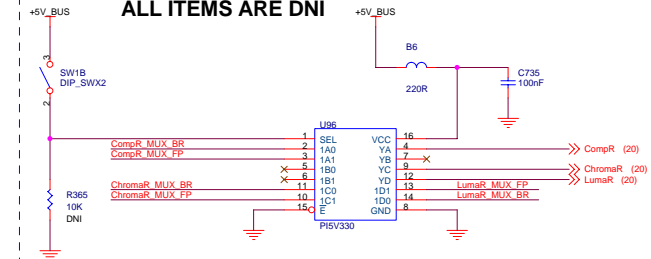 ALL ITEMS ARE DNI
+5V_BUS
+5V_BUS
B6
220R
C735
100nF
3
SW1B
DIP_SWX2
2
U96
1 SEL VCC 16
CompR_MUX_BR 2 1A0 YA 4 CompR (20)
CompR_MUX_FP 3 1A1 YB 7
5 1B0 YC 9 ChromaR (20)
6 1B1 YD 12 LumaR (20)
ChromaR_MUX_BR 11 1C0 1D1 13 LumaR_MUX_FP
ChromaR_MUX_FP 10 1C1 1D0 14 LumaR_MUX_BR
15 E GND 8
PI5V330
R365
10K
DNI